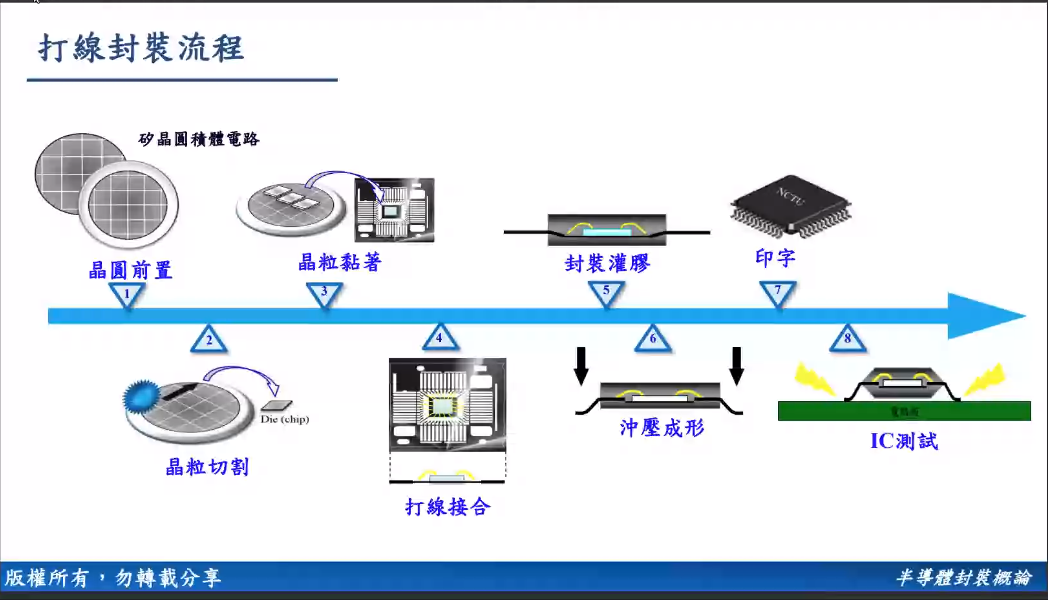 打線封裝流程
矽晶圓積體電路
晶圓前置
1
2
Die (chip)
晶粒切割
晶粒黏著
3
4
打線接合
封裝灌膠
5
6
沖壓成形
NCTU
印字
7
8
電路板
IC測試
版權所有，勿轉載分享
半導體封裝概論